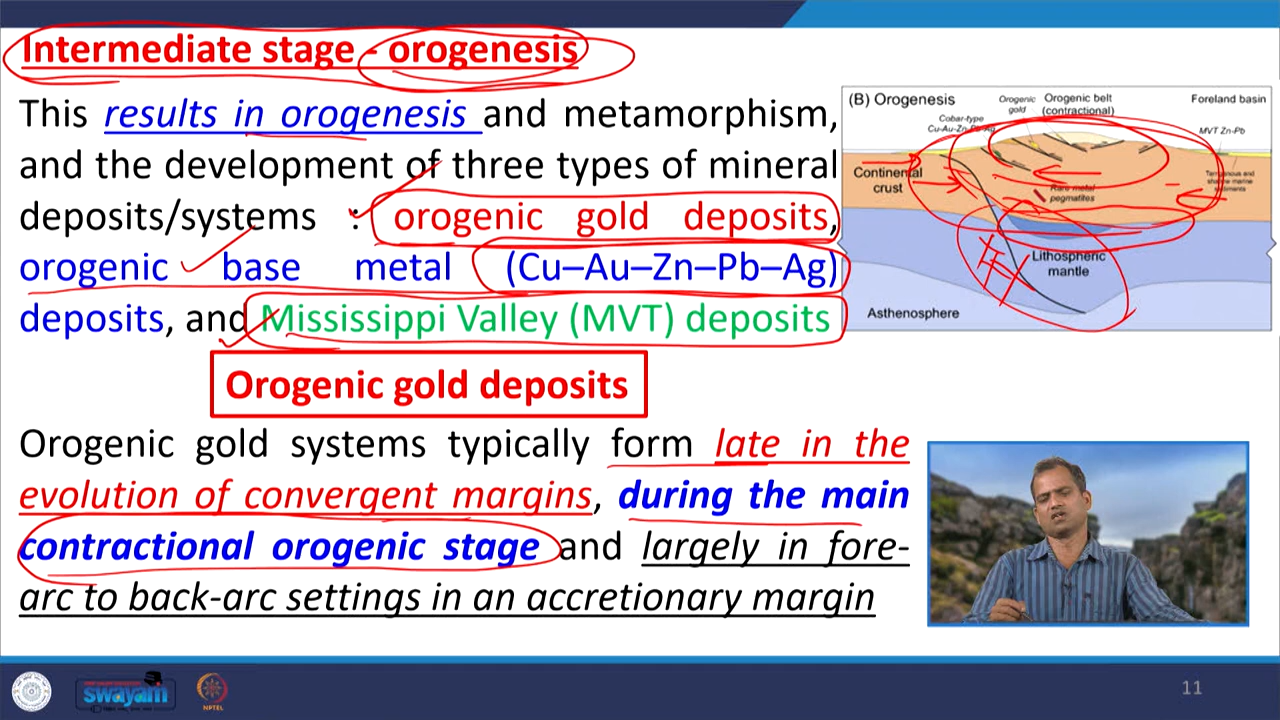 Intermediate stage - orogenesis
This results in orogenesis and metamorphism,
and the development of three types of mineral
deposits/systems : orogenic gold deposits,
orogenic base metal (Cu–Au–Zn–Pb–Ag)
deposits, and Mississippi Valley (MVT) deposits
(B) Orogenesis
Orogenic
gold
Orogenic belt
(contractional)
Foreland basin
Cobar-type
Cu-Au-Zn-Pb-Ag
MVT Zn-Pb
Continental
crust
Rare metal
pegmatites
Lithospheric
mantle
Asthenosphere
Orogenic gold deposits
Orogenic gold systems typically form late in the
evolution of convergent margins, during the main
contractional orogenic stage and largely in fore-
arc to back-arc settings in an accretionary margin
swayam
NPTEL
11